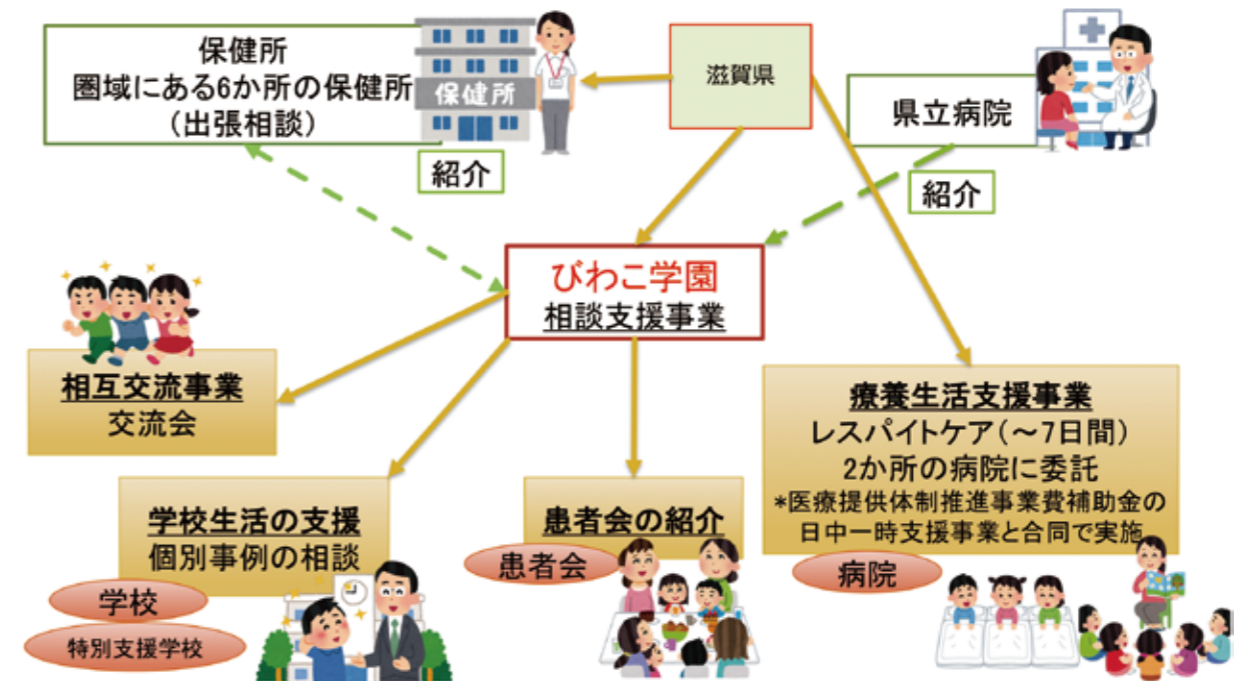 保健所
圏域にある6か所の保健所
(出張相談)
保健所
紹介
滋賀県
県立病院
紹介
びわこ学園
相談支援事業
相互交流事業
交流会
学校生活の支援
個別事例の相談
学校
特別支援学校
患者会の紹介
患者会
療養生活支援事業
レスパイトケア(~7日間)
2か所の病院に委託
*医療提供体制推進事業費補助金の
日中一時支援事業と合同で実施
病院